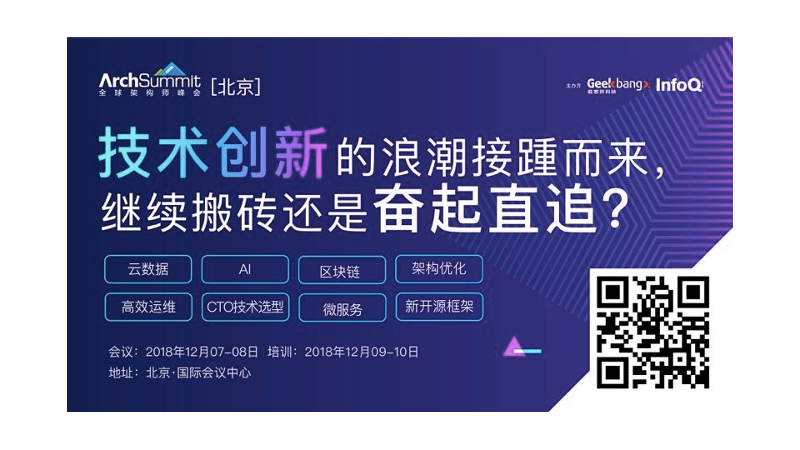 ArchSummit
全球架构师峰会
[北京]
主办方 Geekbang> InfoQ
极客邦科技
技术创新的浪潮接踵而来,
继续搬砖还是奋起直追?
云数据 AI 区块链 架构优化
高效运维 CTO技术选型 微服务 新开源框架
会议：2018年12月07-08日 培训：2018年12月09-10日
地址：北京·国际会议中心